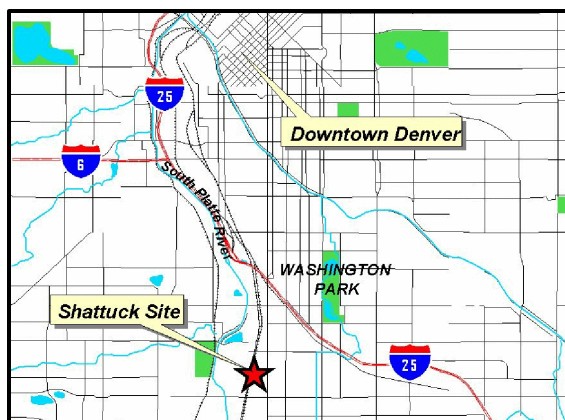 25
Downtown Denver
6
South Platte River
WASHINGTON
PARK
Shattuck Site
25